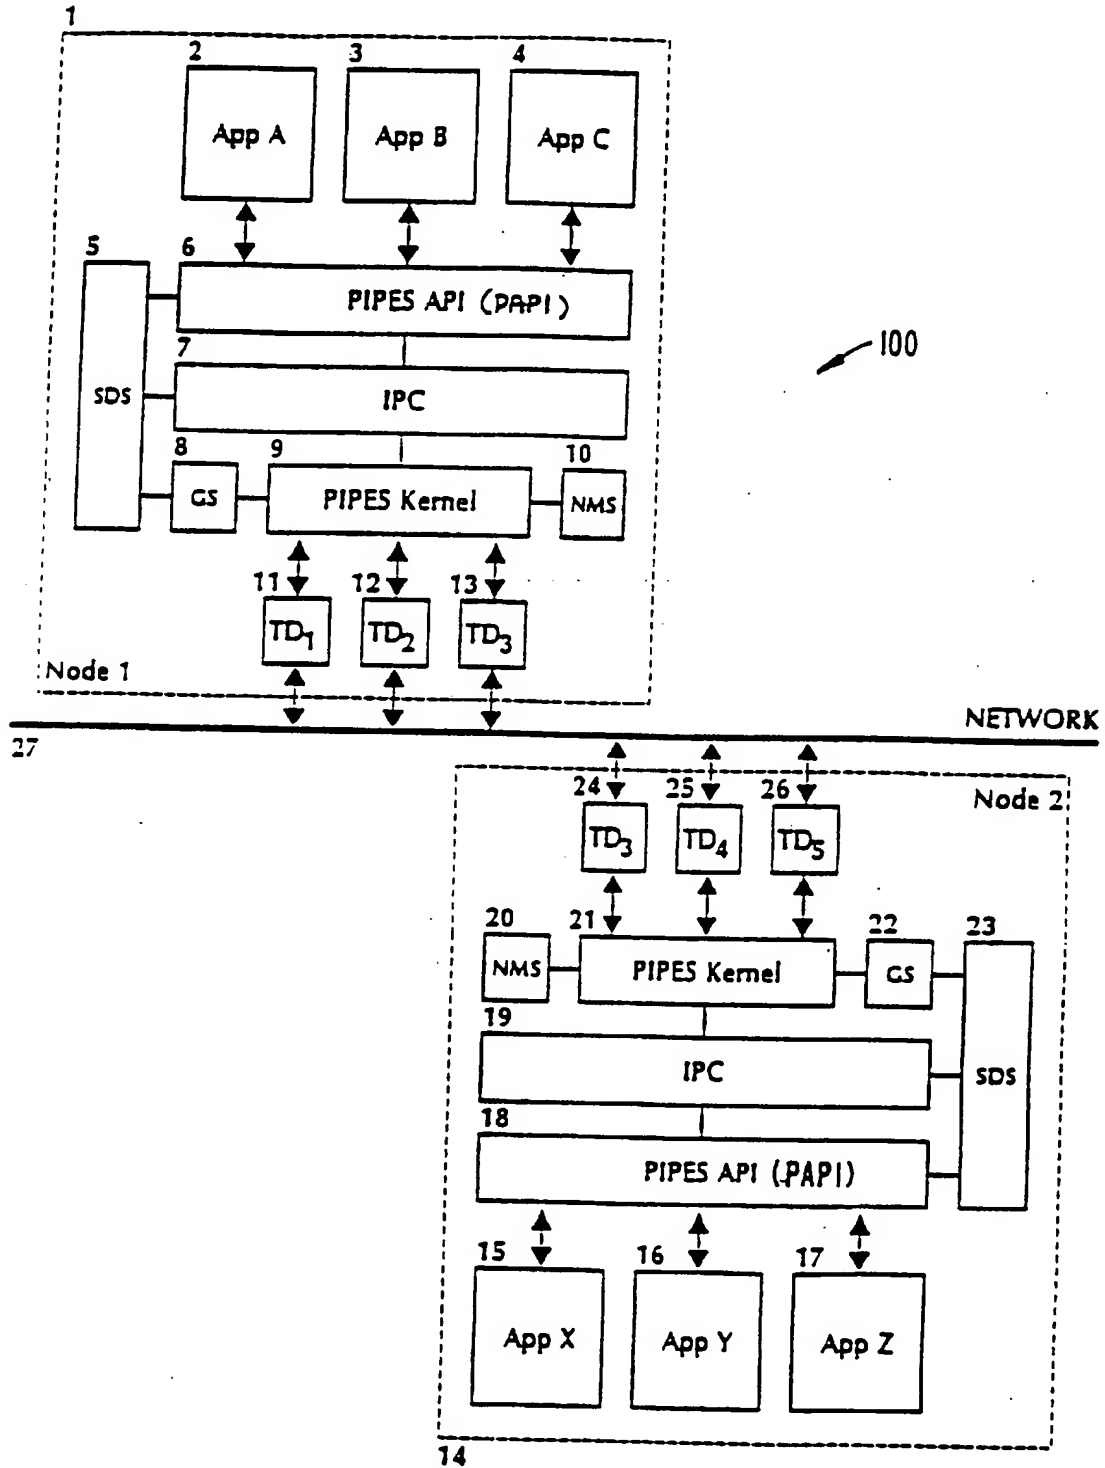 1
2
3
4
App A
App B
App C
5
6
PIPES API (PAPI)
100
7
SDS
IPC
8
9
10
GS
PIPES Kernel
NMS
11
12
13
TD1
TD2
TD3
Node 1
NETWORK
27
24
25
26
Node 2
TD3
TD4
TD5
20
21
22
23
NMS
PIPES Kernel
GS
19
IPC
SDS
18
PIPES API (PAPI)
15
16
17
App X
App Y
App Z
14